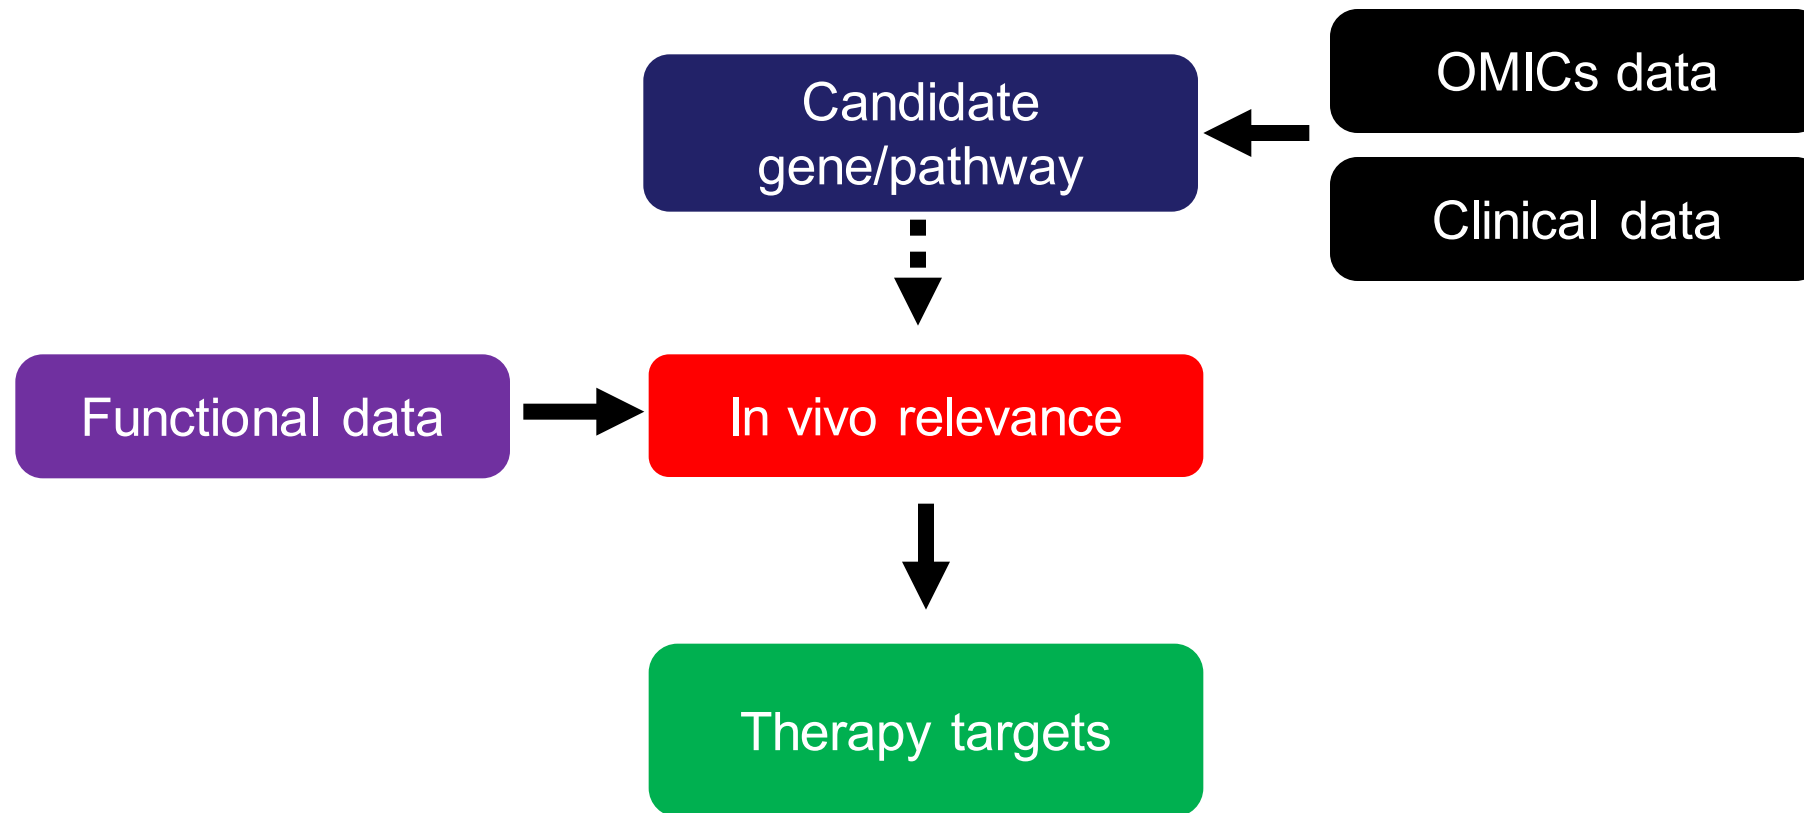 Candidate
gene/pathway
OMICs data
Clinical data
Functional data
In vivo relevance
Therapy targets